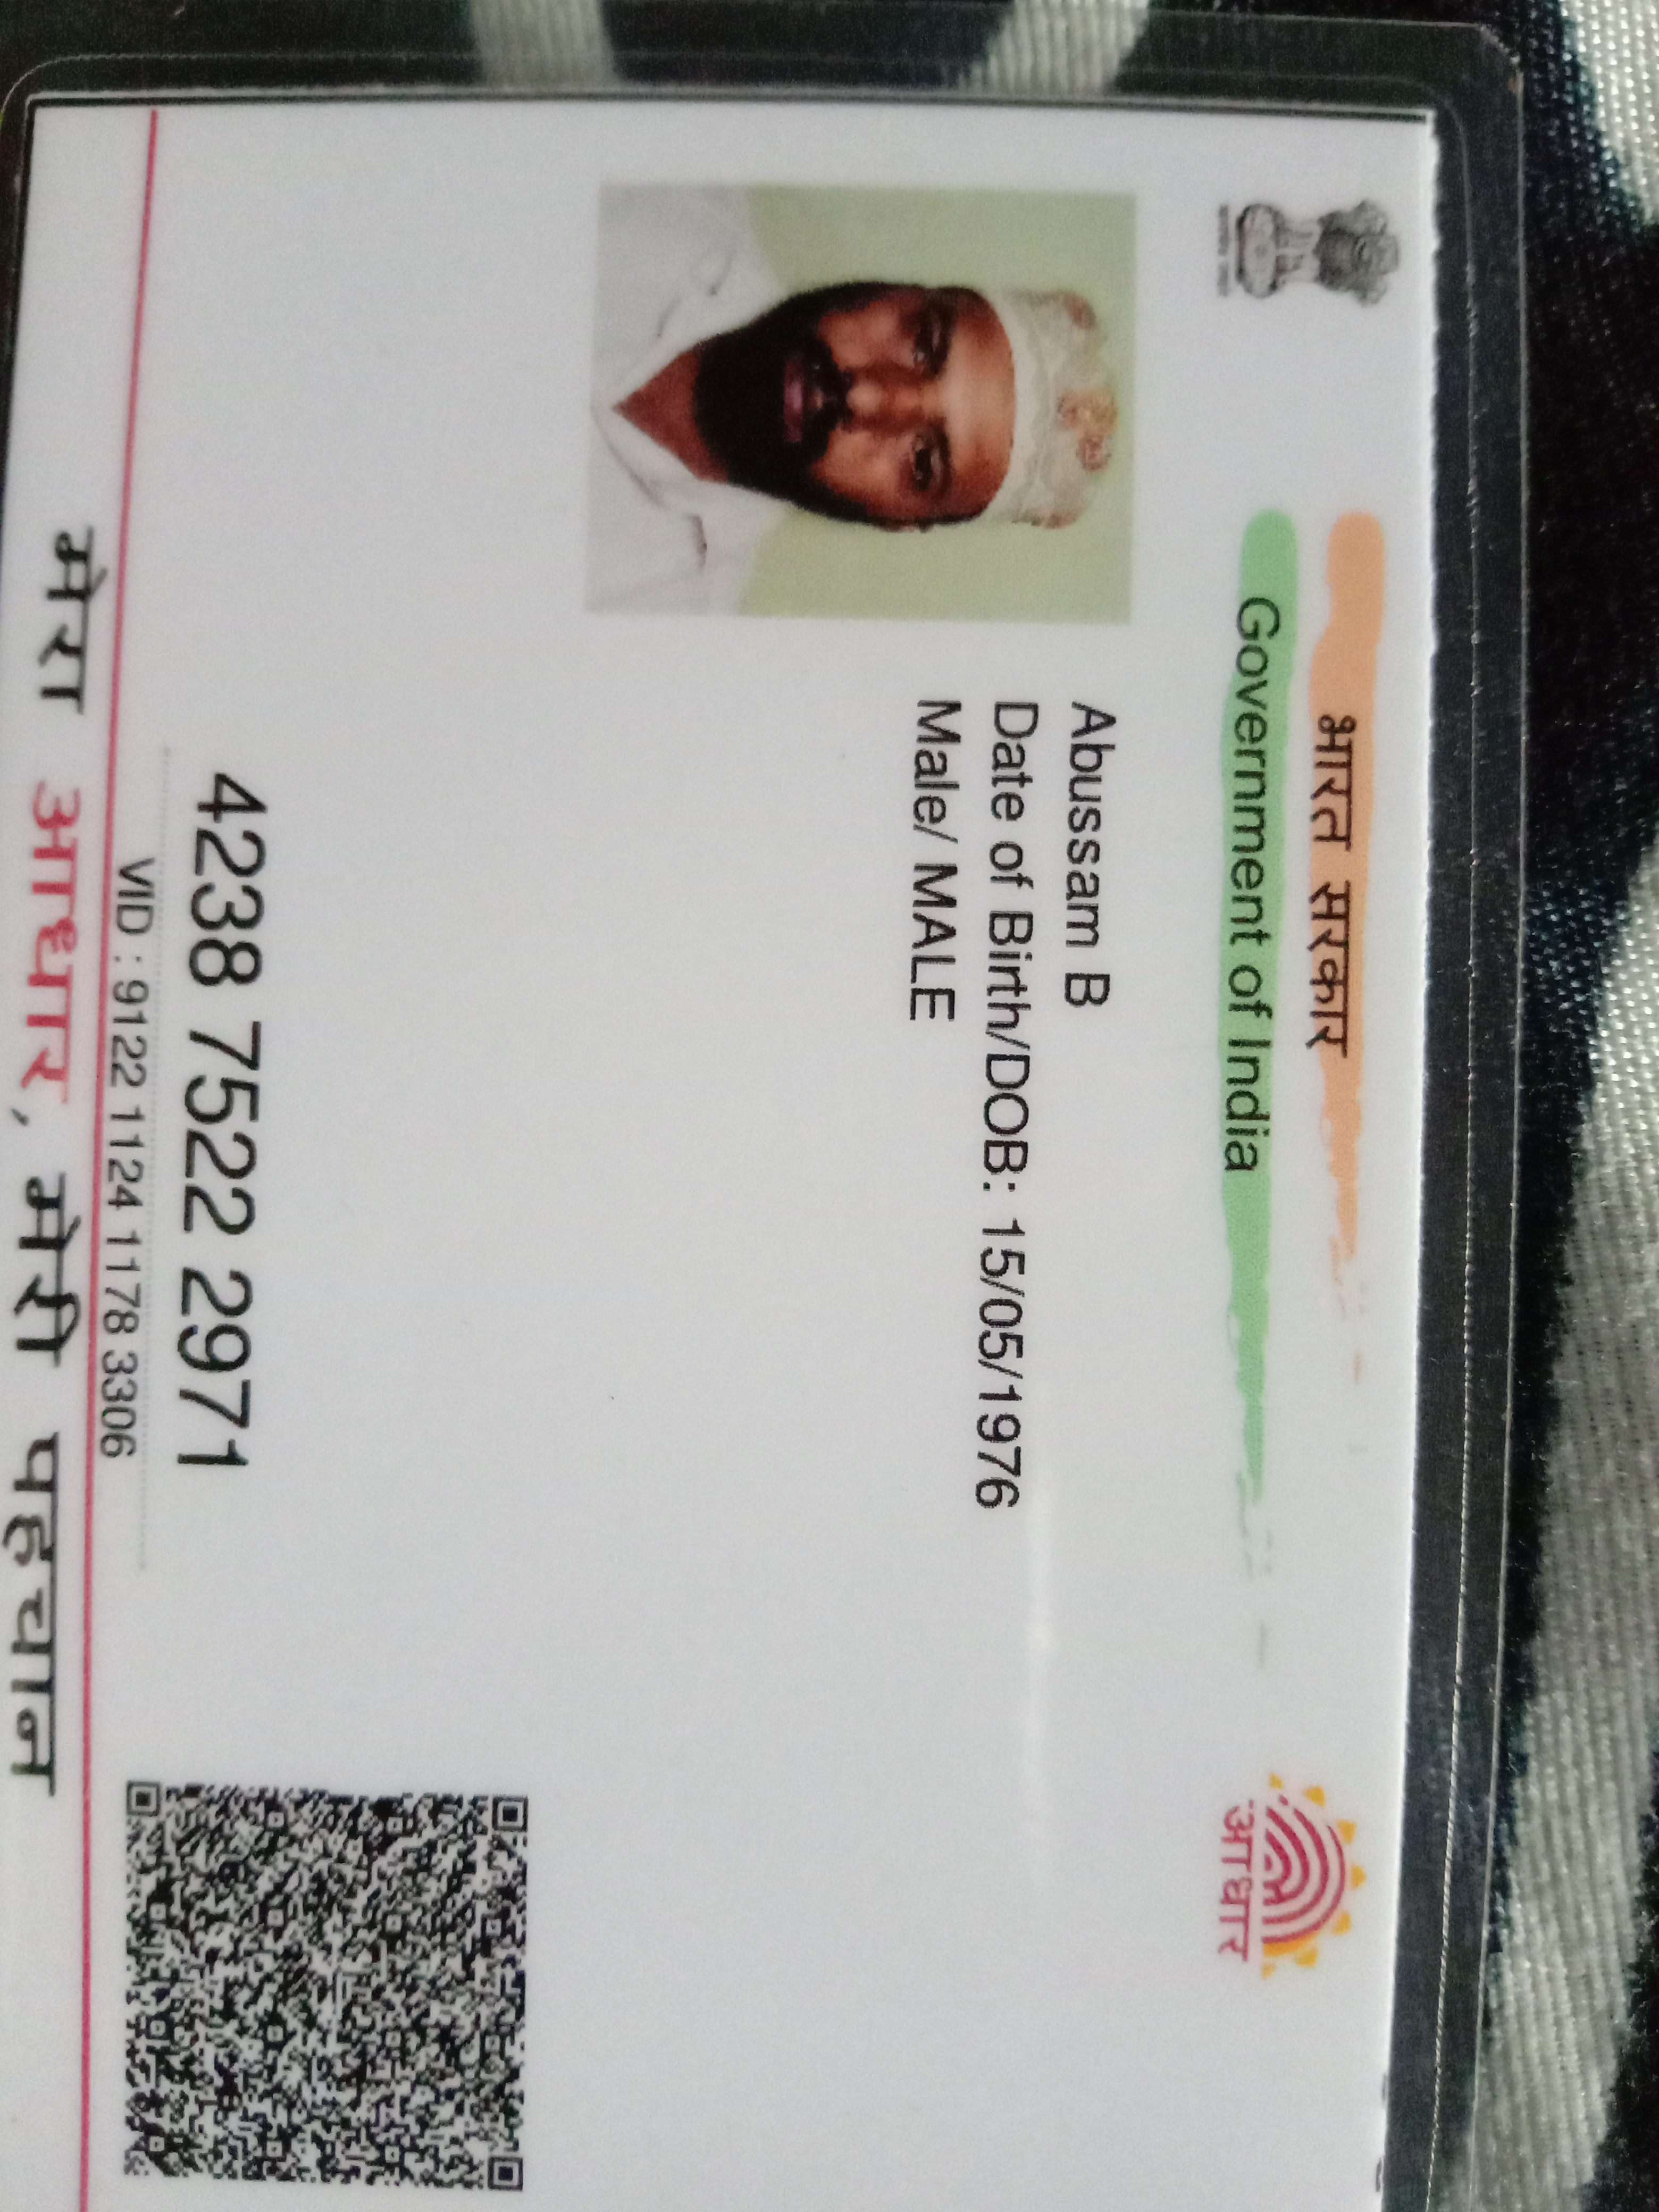 भारत सरकार
Government of India
आधार
Abussam B
Date of Birth/DOB: 15/05/1976
Male/ MALE
4238 7522 2971
VID : 9122 1124 1178 3306
मेरा आधार, मेरी पहचान